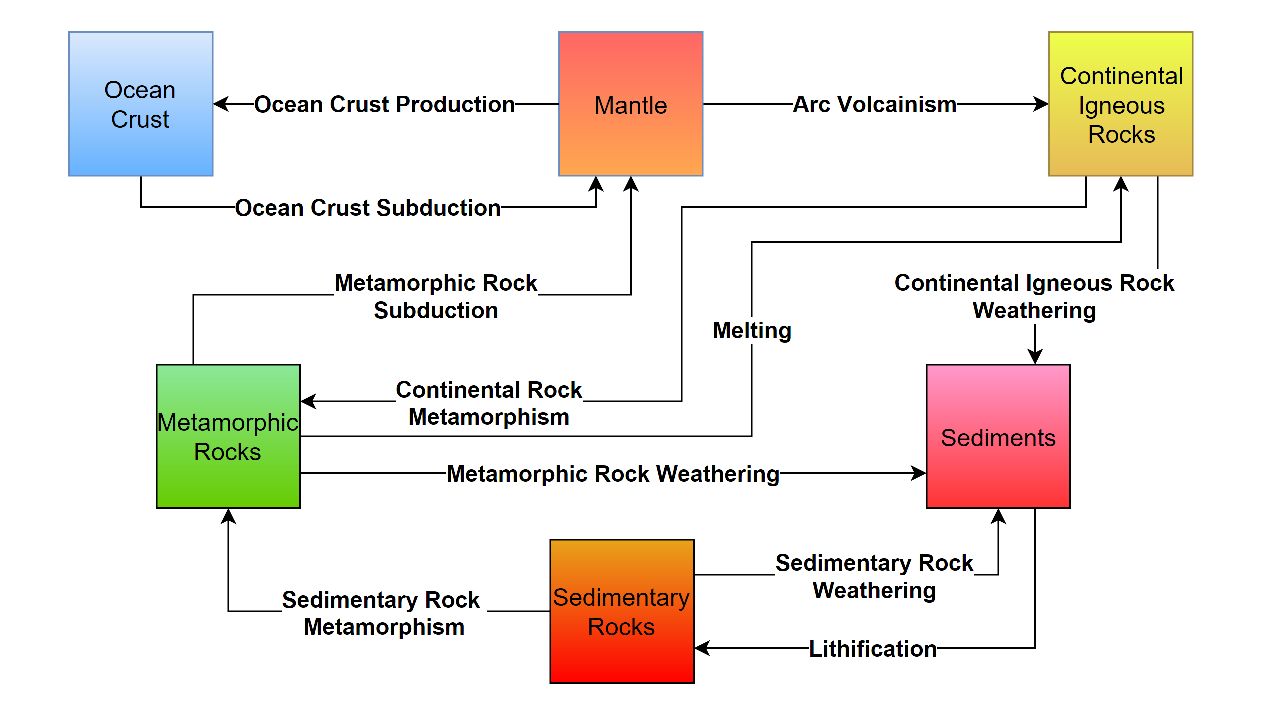 Ocean
Crust
Ocean Crust Production
Mantle
Arc Volcainism
Continental
Igneous
Rocks
Ocean Crust Subduction
Metamorphic Rock
Subduction
Continental Igneous Rock
Weathering
Melting
Continental Rock
Metamorphism
Metamorphic
Rocks
Sediments
Metamorphic Rock Weathering
Sedimentary Rock
Weathering
Sedimentary Rock
Metamorphism
Sedimentary
Rocks
Lithification